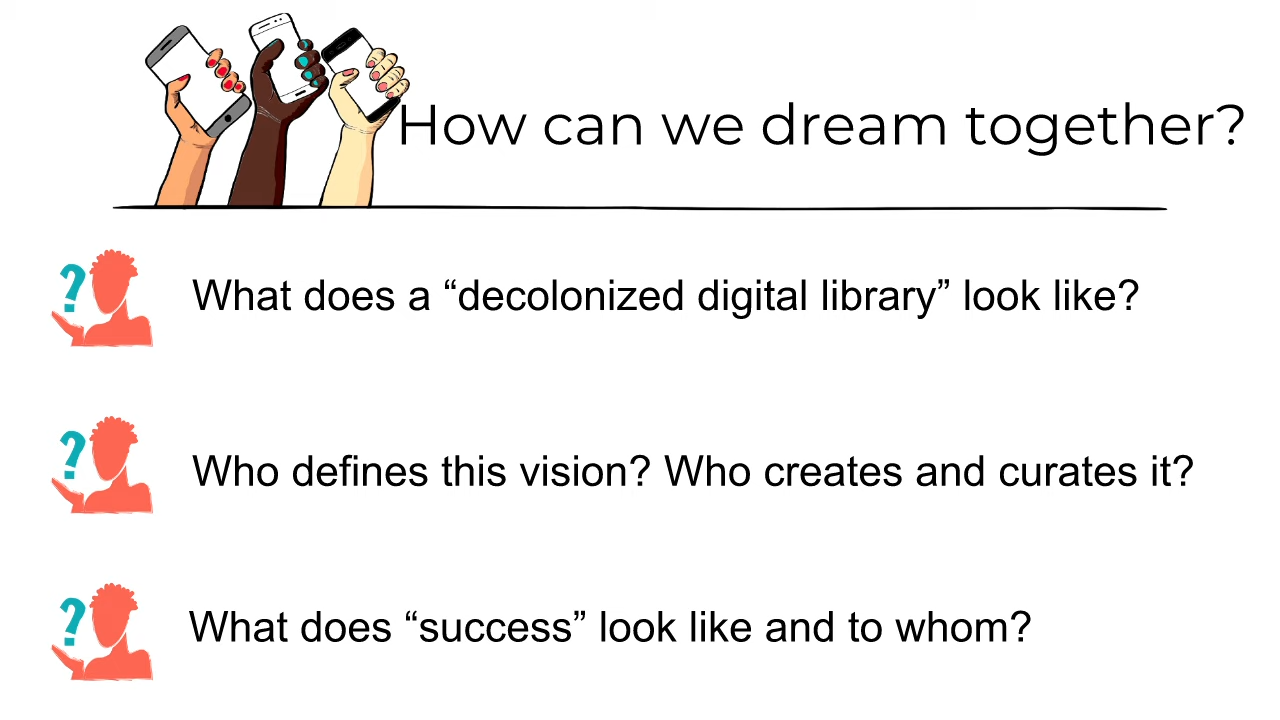 How can we dream together?
What does a “decolonized digital library” look like?
Who defines this vision? Who creates and curates it?
What does “success” look like and to whom?